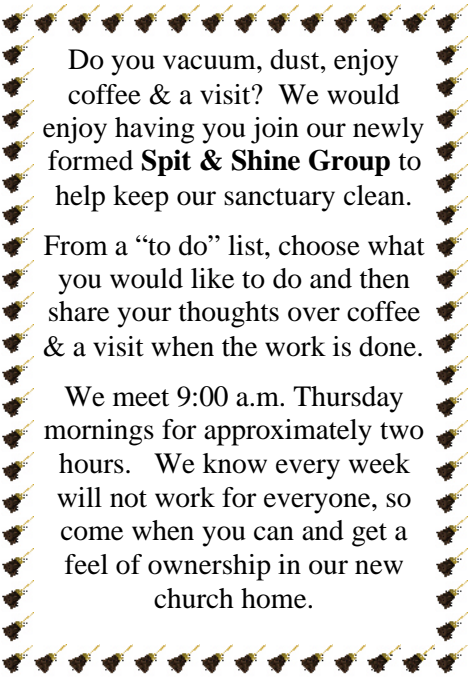 Do you vacuum, dust, enjoy
coffee & a visit?  We would
enjoy having you join our newly
formed Spit & Shine Group to
help keep our sanctuary clean.
From a “to do” list, choose what
you would like to do and then
share your thoughts over coffee
& a visit when the work is done.
We meet 9:00 a.m. Thursday
mornings for approximately two
hours.   We know every week
will not work for everyone, so
come when you can and get a
feel of ownership in our new
church home.